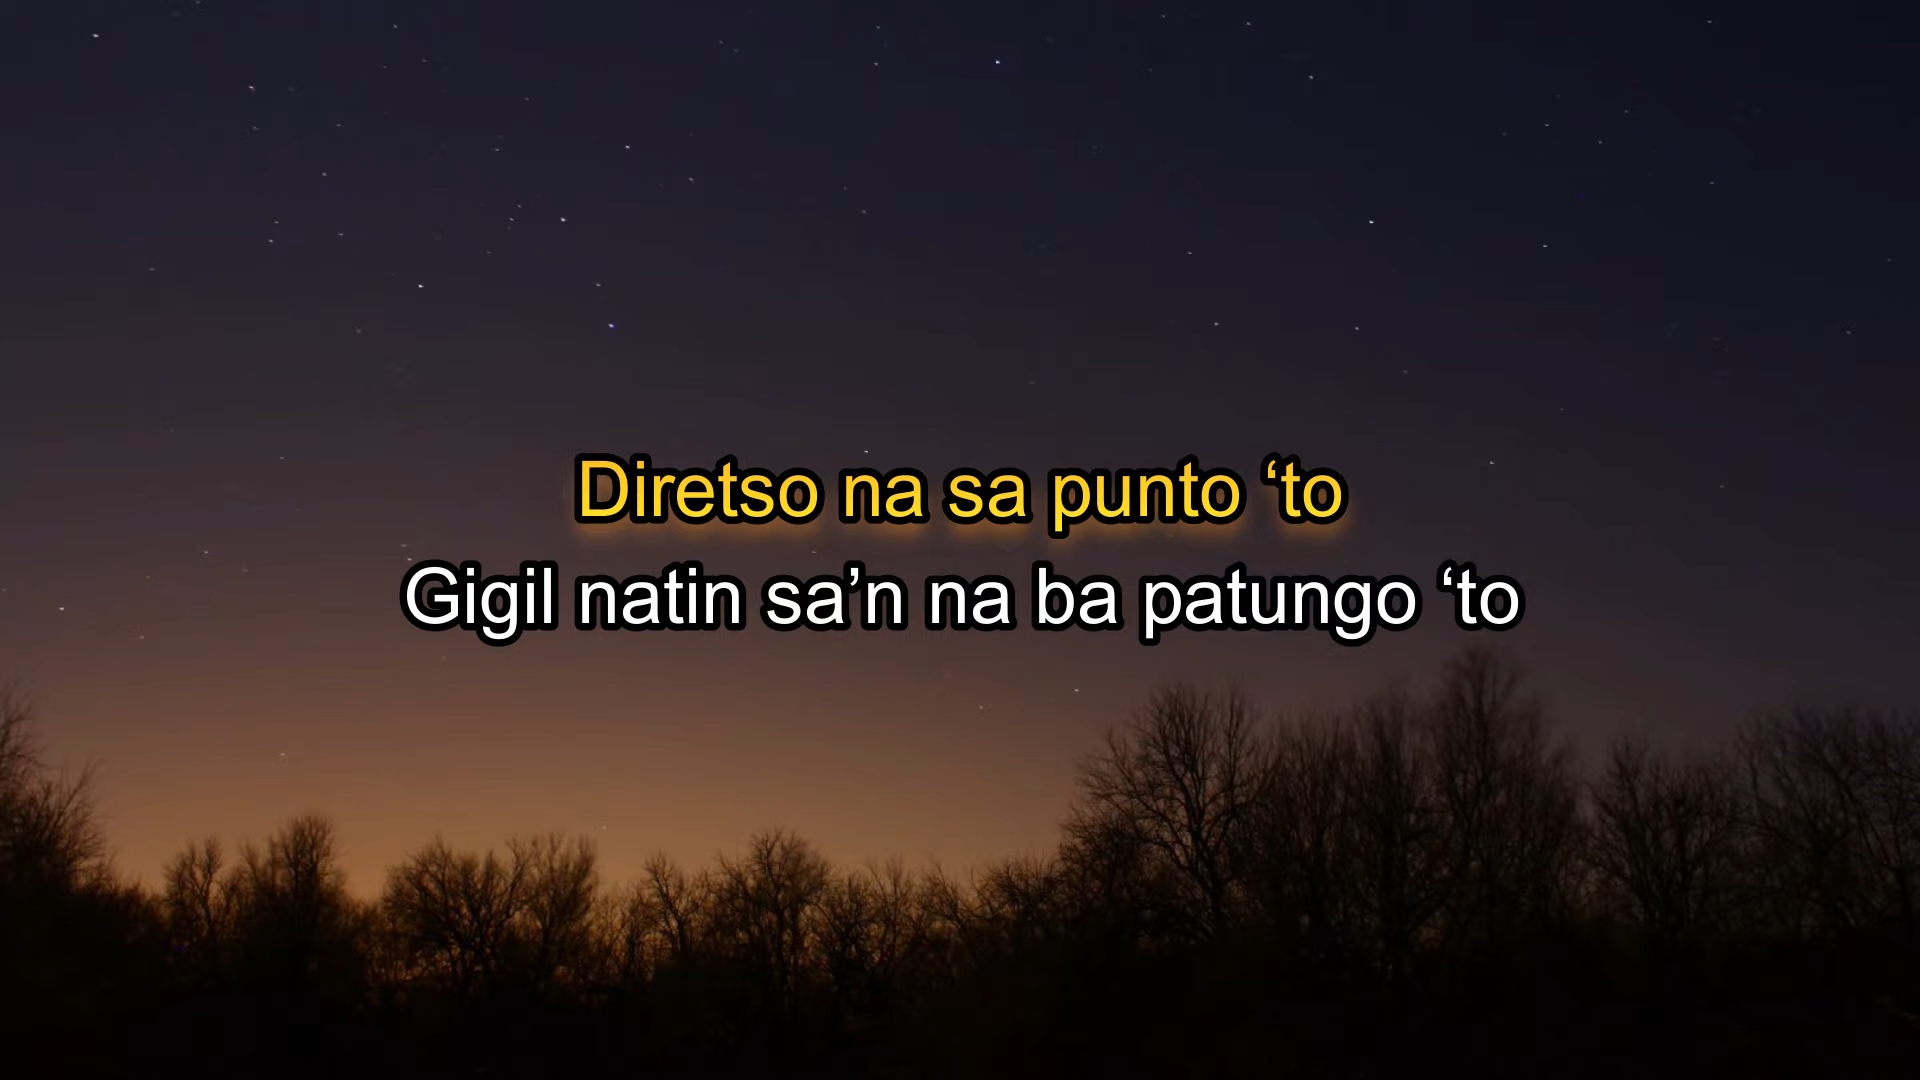 Diretso na sa punto ‘to
Gigil natin sa’n na ba patungo ‘to